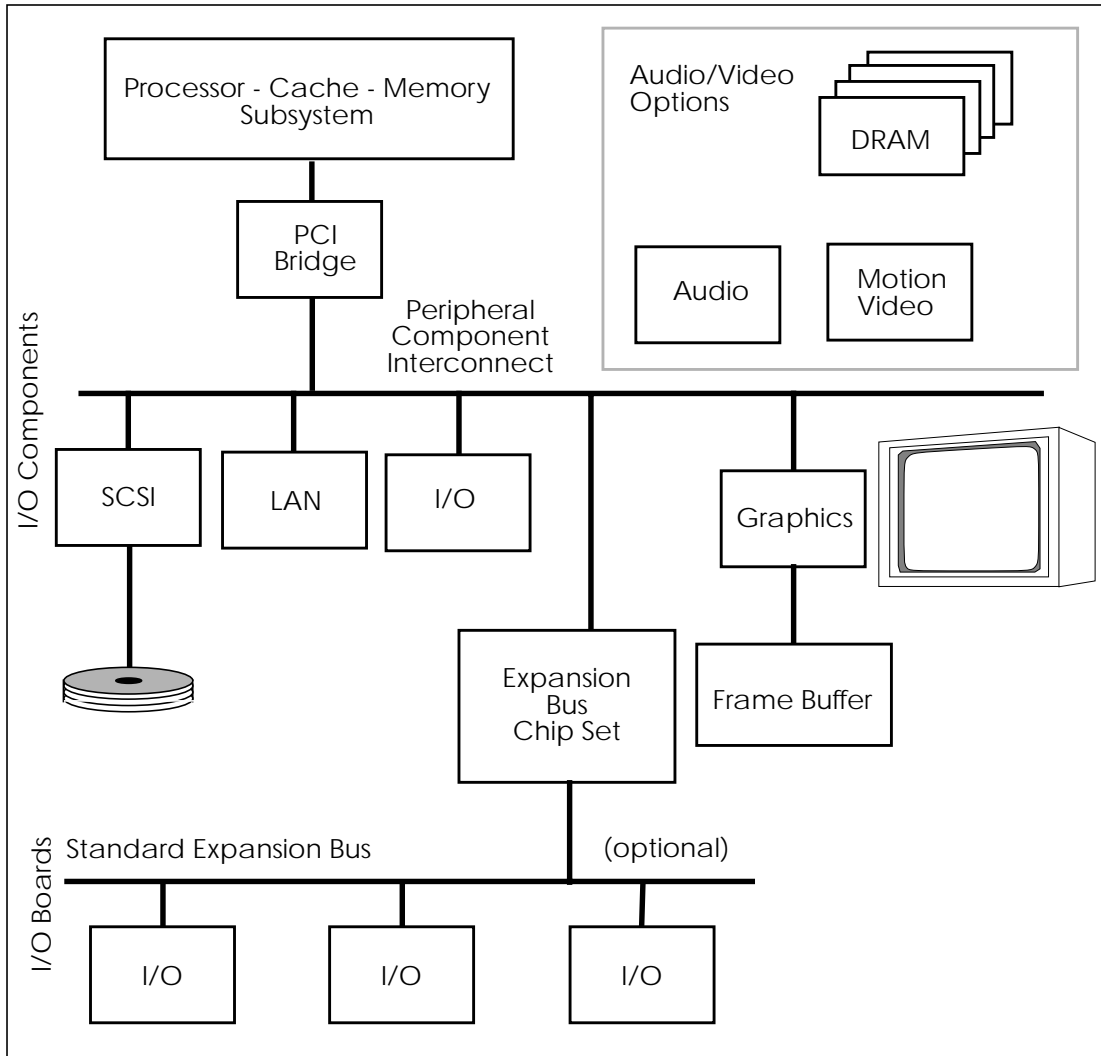 Processor - Cache - Memory
Subsystem
Audio/Video
Options
DRAM
PCI
Bridge
Audio
Motion
Video
Peripheral
Component
Interconnect
I/O Components
SCSI
LAN
I/O
Graphics
Expansion
Bus
Chip Set
Frame Buffer
Standard Expansion Bus
(optional)
I/O Boards
I/O
I/O
I/O